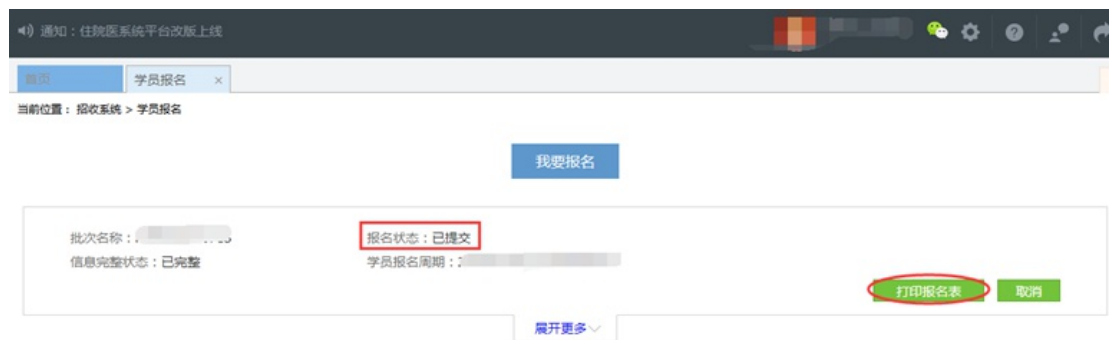 通知：住院医系统平台改版上线
首页 学员报名 ×
当前位置： 招收系统 > 学员报名
我要报名
批次名称： 报名状态：已提交
信息完整状态：已完整 学员报名周期：2
打印报名表 取消
展开更多